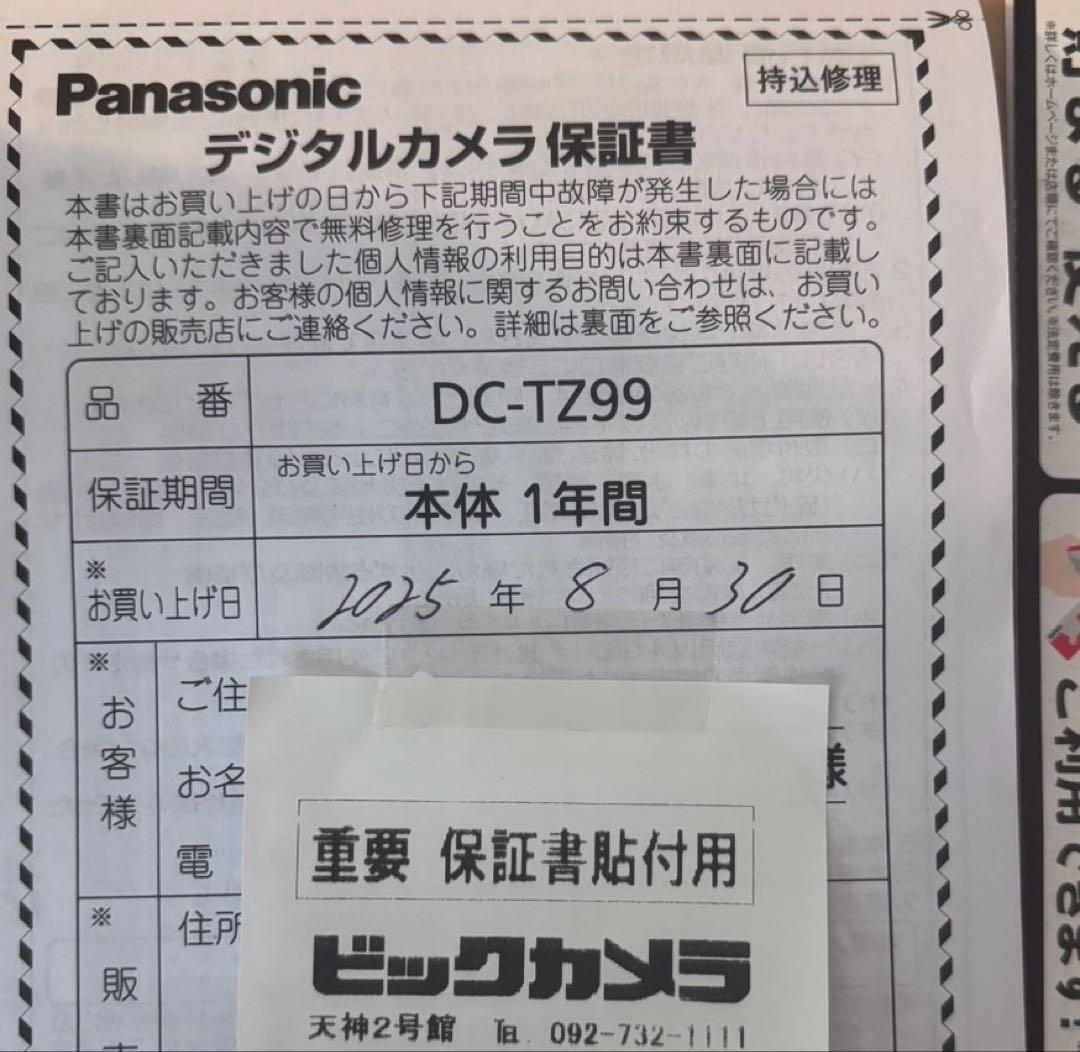 Panasonic
持込修理
デジタルカメラ 保証書
本書はお買い上げの日から下記期間中故障が発生した場合には
本書裏面記載内容で無料修理を行うことをお約束するものです。
ご記入いただきました個人情報の利用目的は本書裏面に記載し
ております。お客様の個人情報に関するお問い合わせは、お買い
上げの販売店にご連絡ください。詳細は裏面をご参照ください。
品番 DC-TZ99
保証期間 お買い上げ日から
本体 1年間
※
お買い上げ日 2025 年 8 月 30 日
※
お客様
ご住
お名
様
電
※
販
住所
重要 保証書貼付用
ビックカメラ
天神2号館 TEL 092-732-1111
ご利用できます!